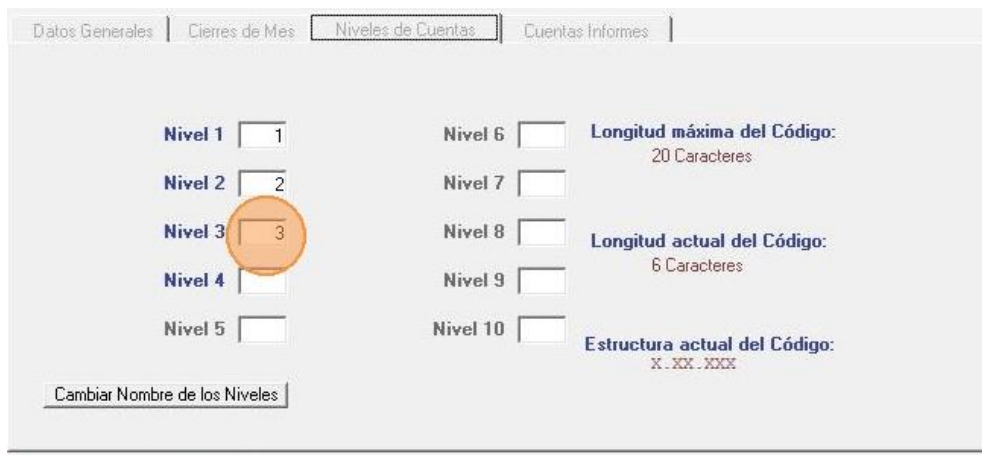 Datos Generales Cierres de Mes Niveles de Cuentas Cuentas Informes
Nivel 1 1
Nivel 2 2
Nivel 3 3
Nivel 4
Nivel 5
Nivel 6
Nivel 7
Nivel 8
Nivel 9
Nivel 10
Longitud máxima del Código:
20 Caracteres
Longitud actual del Código:
6 Caracteres
Estructura actual del Código:
X.XX.XXX
Cambiar Nombre de los Niveles